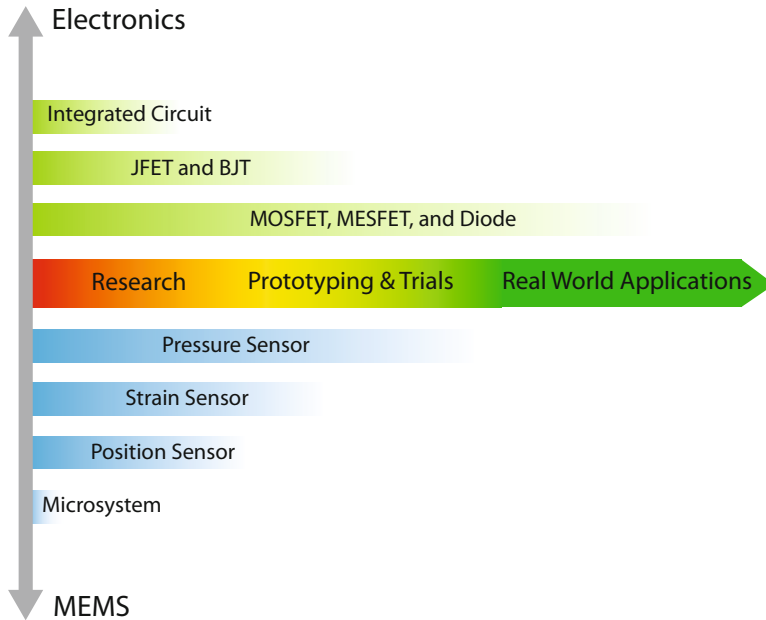 Electronics
Integrated Circuit
JFET and BJT
MOSFET, MESFET, and Diode
Research
Prototyping & Trials
Real World Applications
Pressure Sensor
Strain Sensor
Position Sensor
Microsystem
MEMS